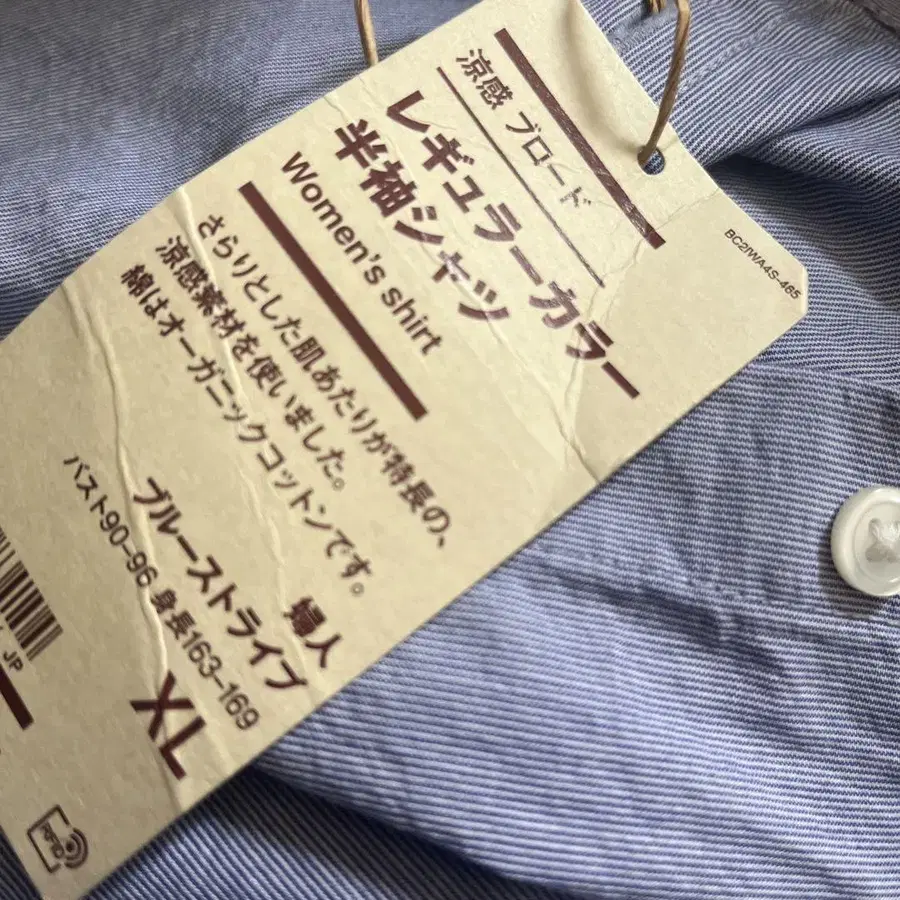 涼感 ブロード
レギュラーカラー
半袖シャツ
Women's shirt
さらりとした肌あたりが特長の、
涼感素材を使いました。
綿はオーガニックコットンです。
婦人
ブルーストライプ
バスト90-96 身長163-169
XL
BC2IWA4S-465
JP
RFID